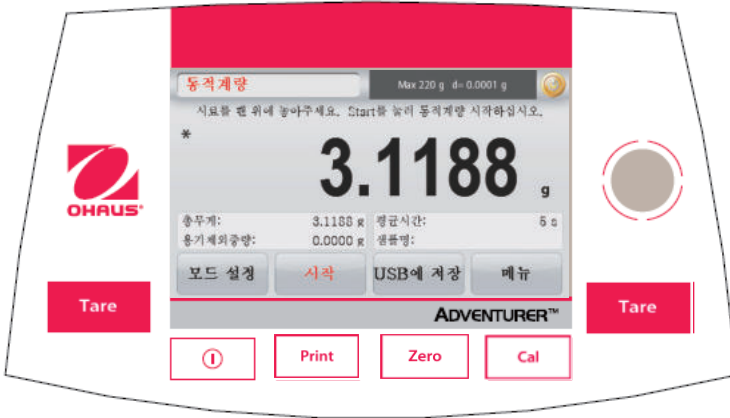 동적계량
Max 220 g d= 0.0001 g
시료를 팬 위에 놓아주세요. Start를 눌러 동적계량 시작하십시오.
*
3.1188 g
OHAUS
총무게: 3.1188 g 평균시간: 5 s
용기제외중량: 0.0000 g 샘플명:
모드 설정 시작 USB에 저장 메뉴
Tare
Tare
ADVENTURER™
Print Zero Cal